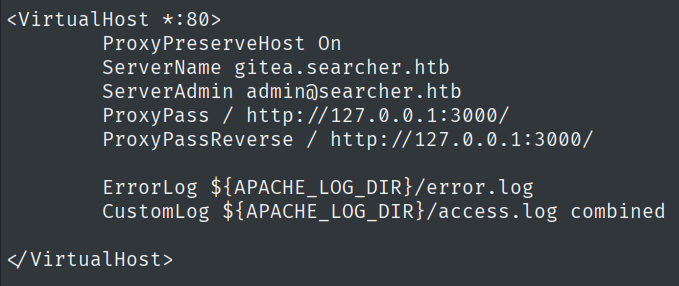 <VirtualHost *:80>
ProxyPreserveHost On
ServerName gitea.searcher.htb
ServerAdmin admin@searcher.htb
ProxyPass / http://127.0.0.1:3000/
ProxyPassReverse / http://127.0.0.1:3000/
ErrorLog ${APACHE_LOG_DIR}/error.log
CustomLog ${APACHE_LOG_DIR}/access.log combined
</VirtualHost>